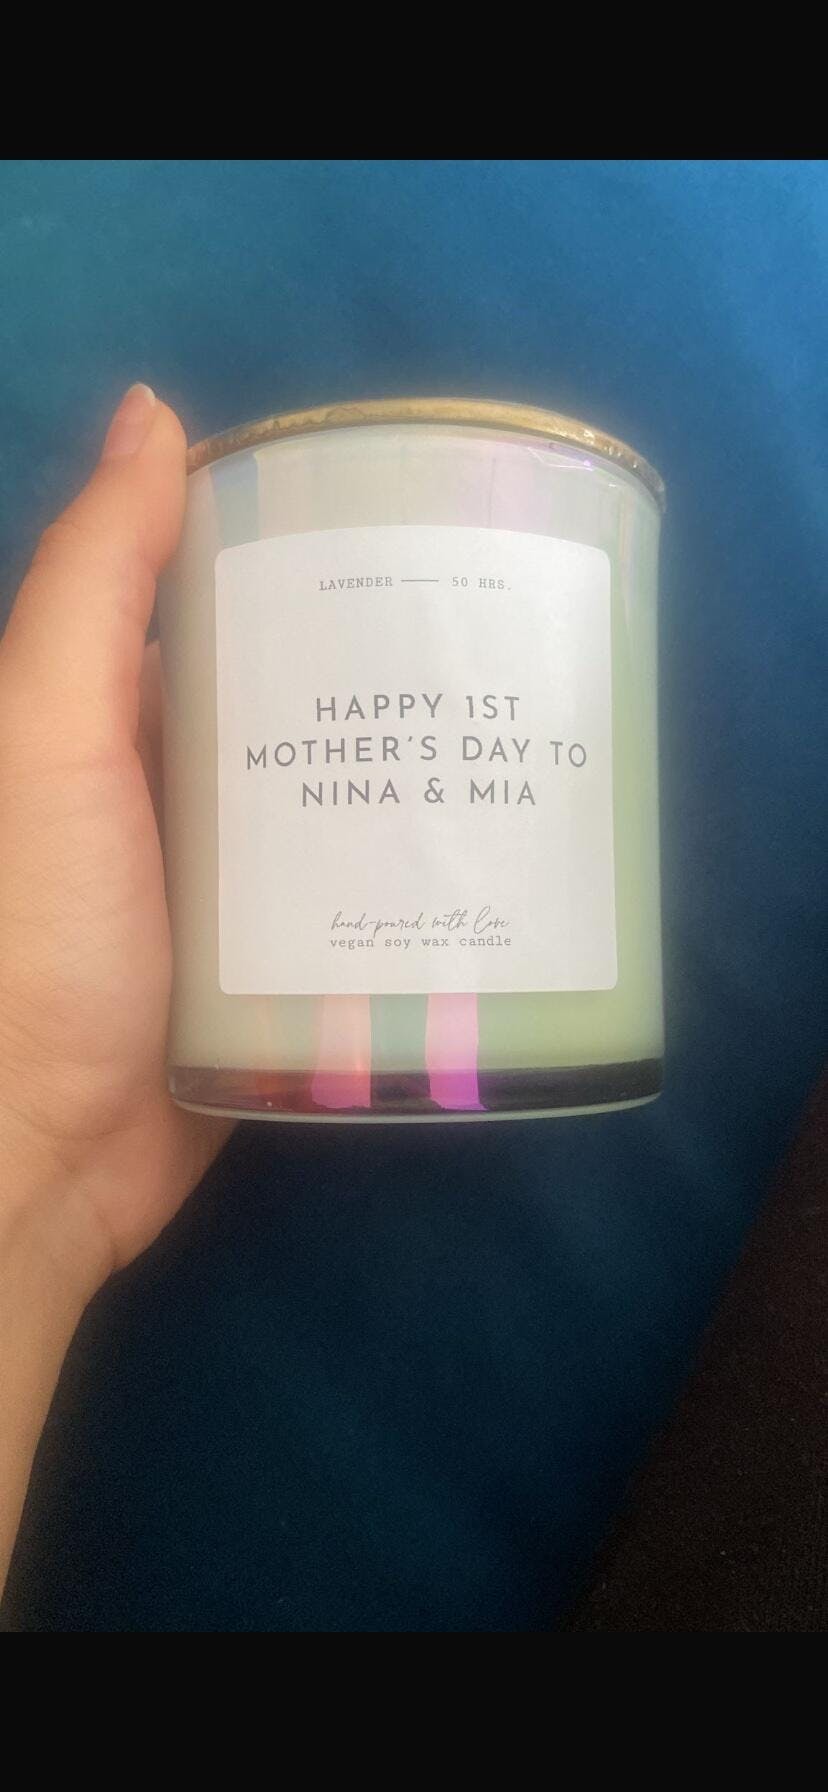 LAVENDER —— 50 HRS.
HAPPY 1ST
MOTHER'S DAY TO
NINA & MIA
hand-poured with love
vegan soy wax candle